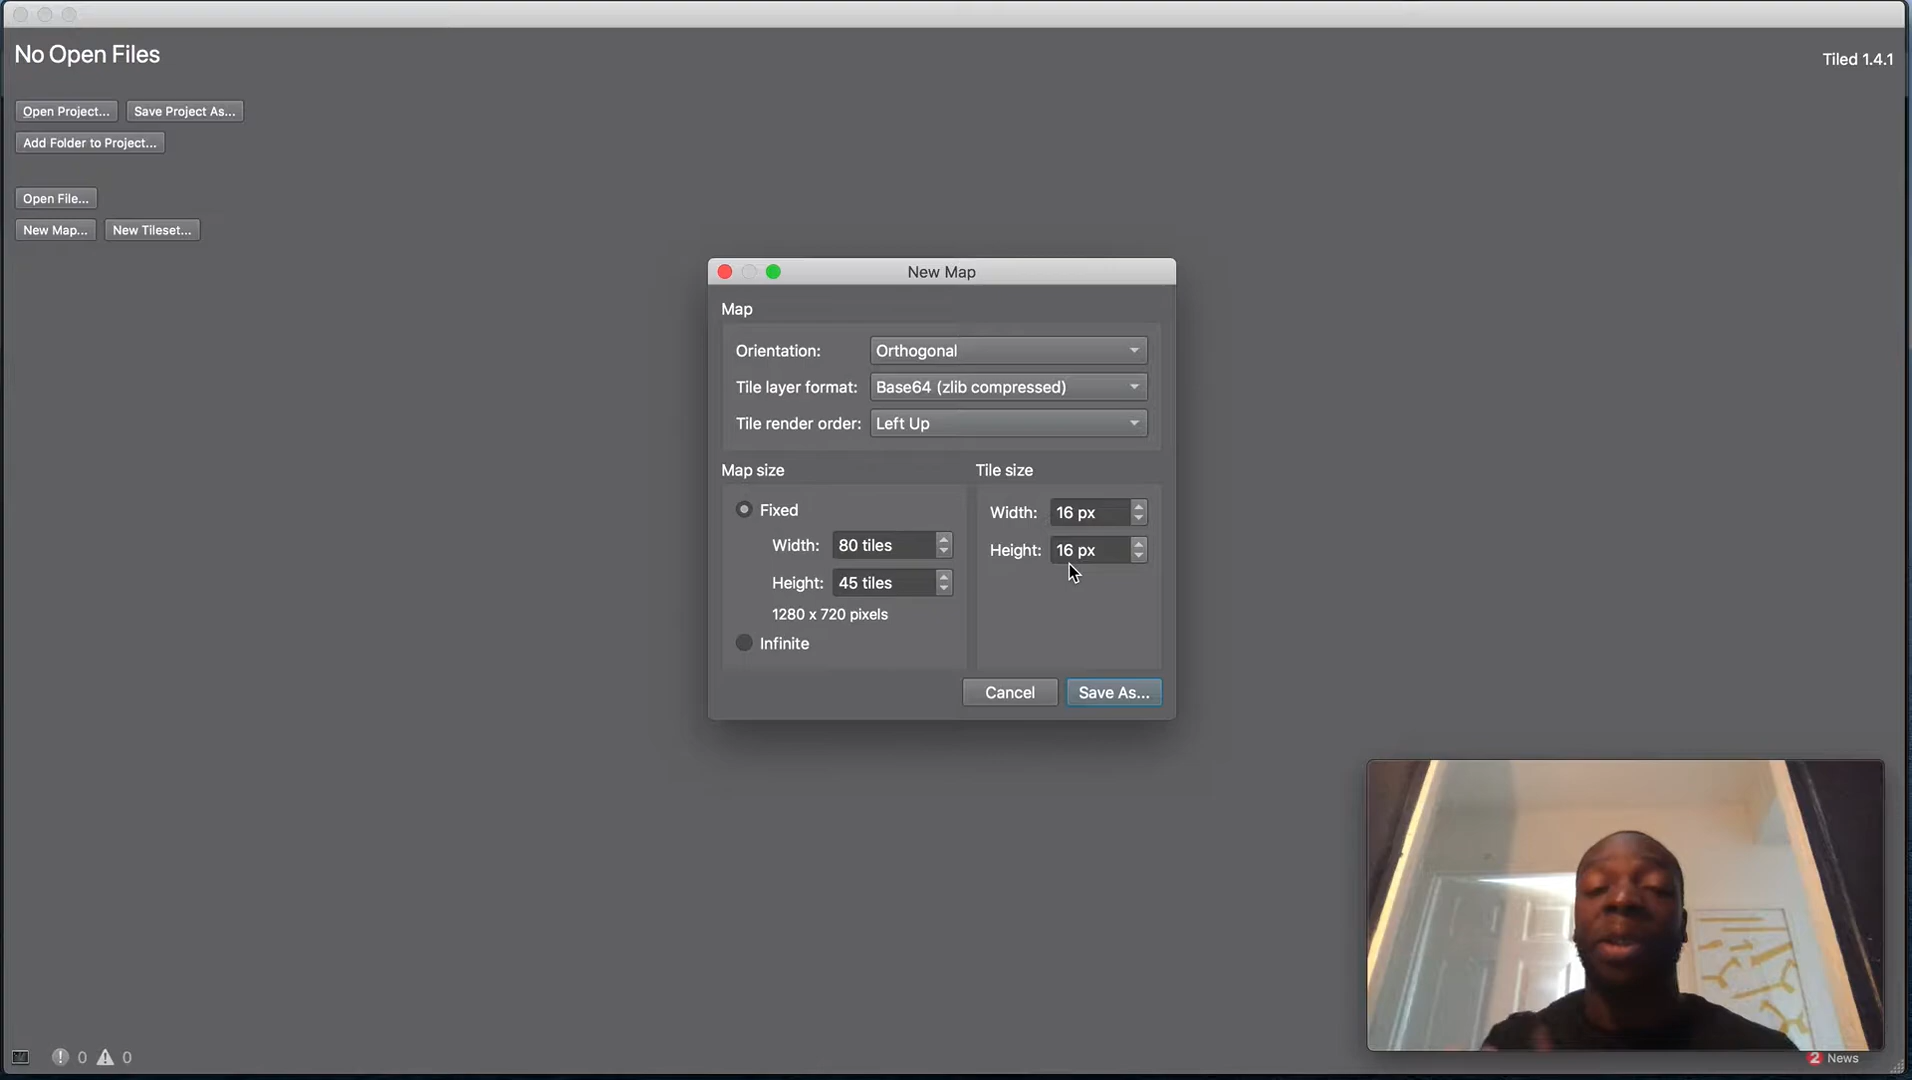 No Open Files
Tiled 1.4.1
Open Project...
Save Project As...
Add Folder to Project...
Open File...
New Map...
New Tileset...
New Map
Map
Orientation:
Orthogonal
Tile layer format:
Base64 (zlib compressed)
Tile render order:
Left Up
Map size
Tile size
Fixed
Width:
80 tiles
Height:
45 tiles
1280 x 720 pixels
Infinite
Width:
16 px
Height:
16 px
Cancel
Save As...
0
0
2
News